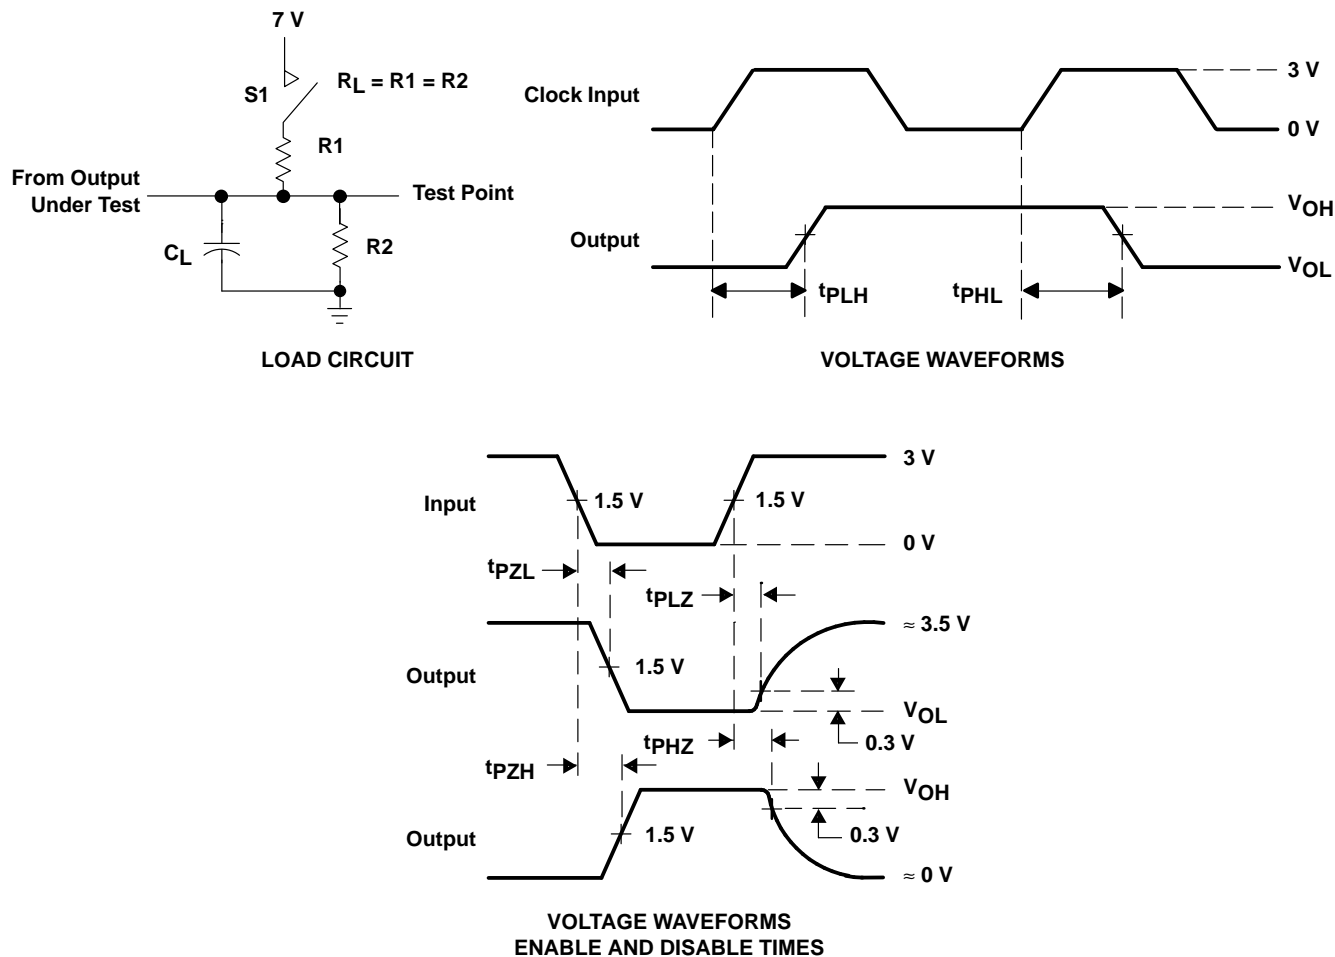 7 V
S1
RL = R1 = R2
R1
From Output
Under Test
Test Point
CL
R2
LOAD CIRCUIT
Clock Input
3 V
0 V
Output
VOH
VOL
tPLH
tPHL
VOLTAGE WAVEFORMS
Input
1.5 V
1.5 V
3 V
0 V
tPZL
tPLZ
Output
1.5 V
≈ 3.5 V
VOL
0.3 V
tPHZ
tPZH
Output
1.5 V
VOH
0.3 V
≈ 0 V
VOLTAGE WAVEFORMS
ENABLE AND DISABLE TIMES